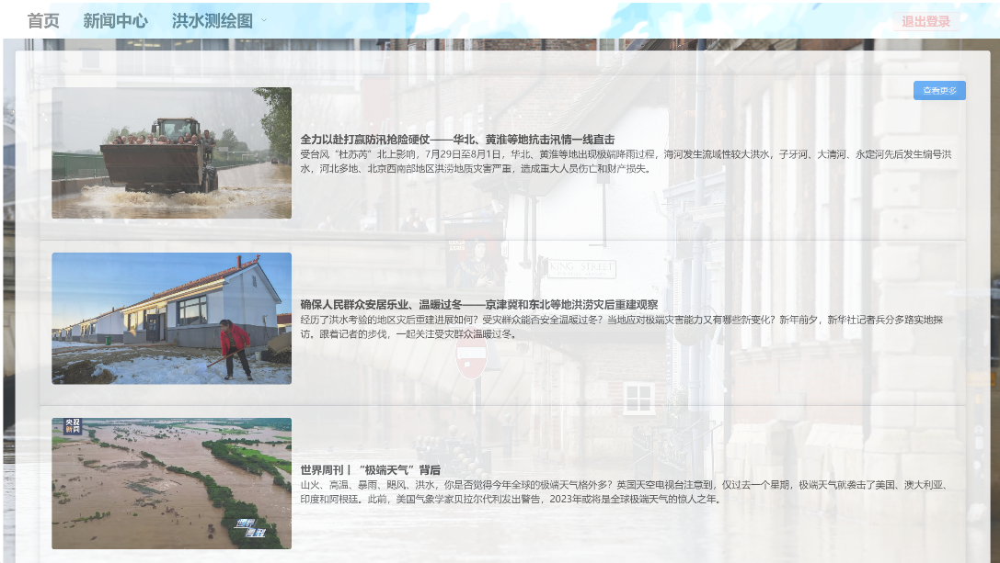 首页 新闻中心 洪水测绘图
退出登录
查看更多
全力以赴打赢防汛抢险硬仗——华北、黄淮等地抗击汛情一线直击
受台风“杜苏芮”北上影响，7月29日至8月1日，华北、黄淮等地出现极端降雨过程，海河发生流域性较大洪水，子牙河、大清河、永定河先后发生编号洪
水，河北多地、北京西南部地区洪涝地质灾害严重，造成重大人员伤亡和财产损失。
KING STREET
确保人民群众安居乐业、温暖过冬——京津冀和东北等地洪涝灾后重建观察
经历了洪水考验的地区灾后重建进展如何？受灾群众能否安全温暖过冬？当地应对极端灾害能力又有哪些新变化？新年前夕，新华社记者兵分多路实地探
访。跟着记者的步伐，一起关注受灾群众温暖过冬。
央视
新闻
世界周刊丨“极端天气”背后
山火、高温、暴雨、飓风、洪水，你是否觉得今年全球的极端天气格外多？英国天空电视台注意到，仅过去一个星期，极端天气就袭击了美国、澳大利亚、
印度和阿根廷。此前，美国气象学家贝拉尔代利发出警告，2023年或将是全球极端天气的惊人之年。
世界
周刊